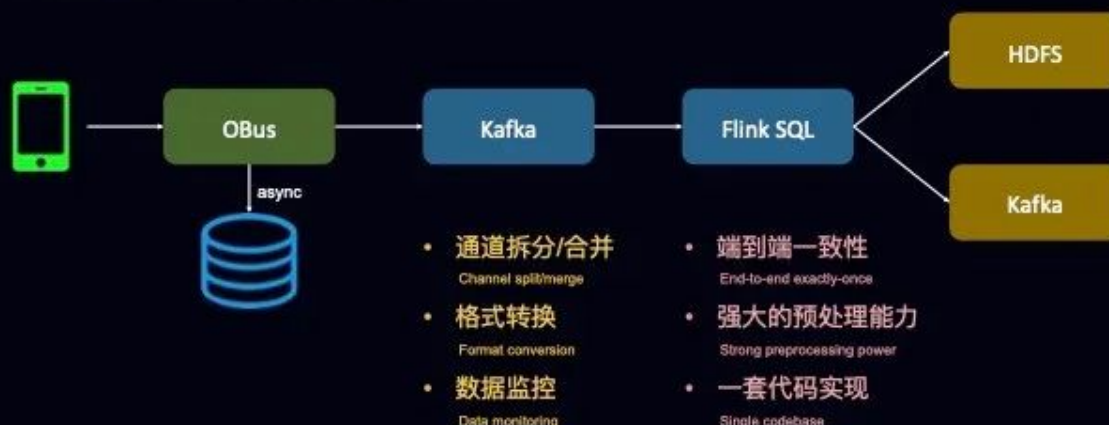 OBus
Kafka
Flink SQL
HDFS
Kafka
async
• 通道拆分/合并
Channel split/merge
• 格式转换
Format conversion
• 数据监控
Data monitoring
• 端到端一致性
End-to-end exactly-once
• 强大的预处理能力
Strong preprocessing power
• 一套代码实现
Single codebase